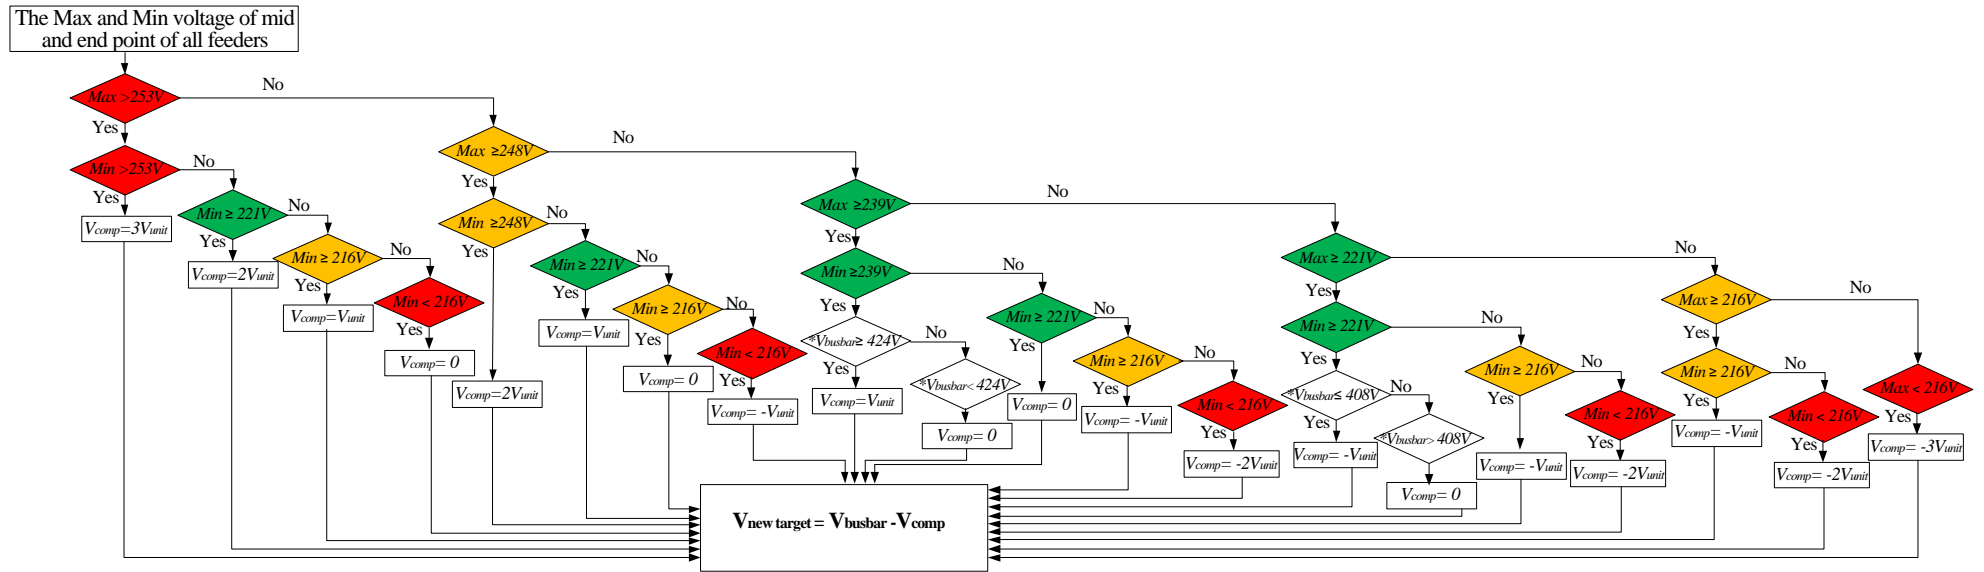 The Max and Min voltage of mid
and end point of all feeders
Max >253V
No
Yes
Min >253V
No
Yes
Vcomp=3Vunit
Min ≥ 221V
No
Yes
Vcomp=2Vunit
Min ≥ 216V
No
Yes
Vcomp=Vunit
Min < 216V
Yes
Vcomp= 0
Max ≥248V
No
Yes
Min ≥248V
No
Yes
Vcomp=2Vunit
Min ≥ 221V
No
Yes
Vcomp=Vunit
Min ≥ 216V
No
Yes
Vcomp= 0
Min < 216V
Yes
Vcomp= -Vunit
Max ≥239V
No
Yes
Min ≥239V
No
Yes
*Vbusbar≥ 424V
No
Yes
Vcomp=Vunit
*Vbusbar< 424V
Vcomp= 0
Min ≥ 221V
No
Yes
Vcomp= 0
Min ≥ 216V
No
Yes
Vcomp= -Vunit
Min < 216V
Yes
Vcomp= -2Vunit
Max ≥ 221V
No
Yes
Min ≥ 221V
No
Yes
*Vbusbar≤ 408V
No
Yes
Vcomp= -Vunit
*Vbusbar> 408V
Vcomp= 0
Min ≥ 216V
No
Yes
Vcomp= -Vunit
Min < 216V
Yes
Vcomp= -2Vunit
Max ≥ 216V
No
Yes
Min ≥ 216V
No
Yes
Vcomp= -Vunit
Min < 216V
Yes
Vcomp= -2Vunit
Max < 216V
Yes
Vcomp= -3Vunit
Vnew target = Vbusbar -Vcomp